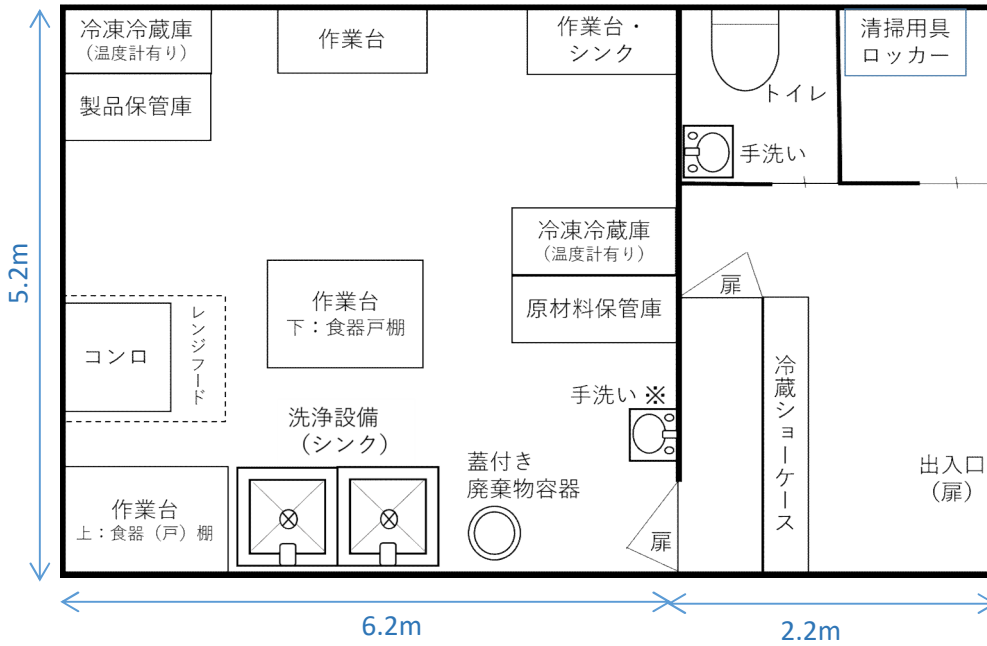 冷凍冷蔵庫
（温度計有り）
製品保管庫
作業台
作業台・
シンク
トイレ
手洗い
清掃用具
ロッカー
5.2m
冷凍冷蔵庫
（温度計有り）
原材料保管庫
扉
作業台
下：食器戸棚
コンロ
レンジフード
手洗い ※
冷蔵ショーケース
洗浄設備
（シンク）
蓋付き
廃棄物容器
出入口
（扉）
作業台
上：食器（戸）棚
扉
6.2m
2.2m